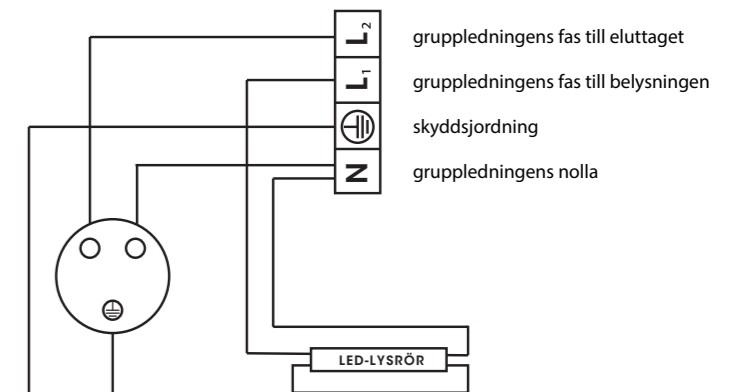 L2 gruppledningens fas till eluttaget
L1 gruppledningens fas till belysningen
skyddsjordning
N gruppledningens nolla
LED-LYSRÖR